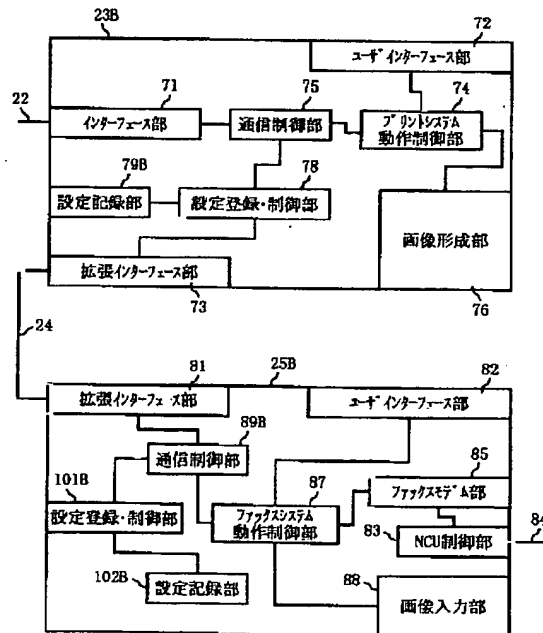 23B
72
ユーザインターフェース部
22
71
インターフェース部
75
通信制御部
74
プリントシステム
動作制御部
79B
設定記録部
78
設定登録・制御部
画像形成部
拡張インターフェース部
73
76
24
81
拡張インターフェース部
25B
82
ユーザインターフェース部
89B
通信制御部
85
ファックスモデム部
101B
設定登録・制御部
87
ファックスシステム
動作制御部
83
NCU制御部
84
102B
設定記録部
88
画像入力部